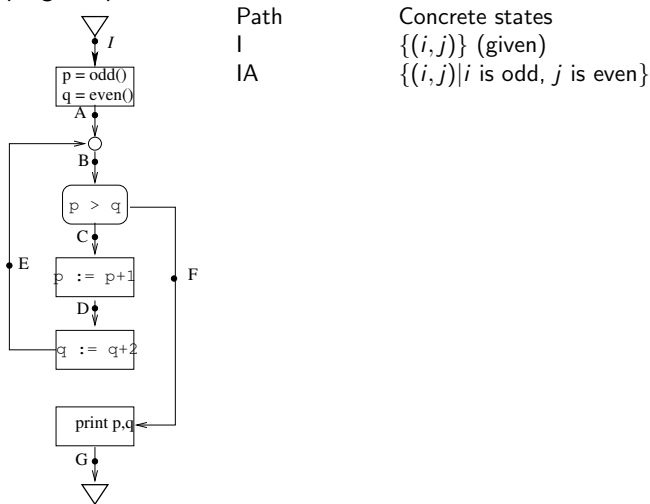 Path Concrete states
I {(i, j)} (given)
IA {(i, j)|i is odd, j is even}
I
p = odd()
q = even()
A
B
p > q
C
E
F
p := p+1
D
q := q+2
print p,q
G